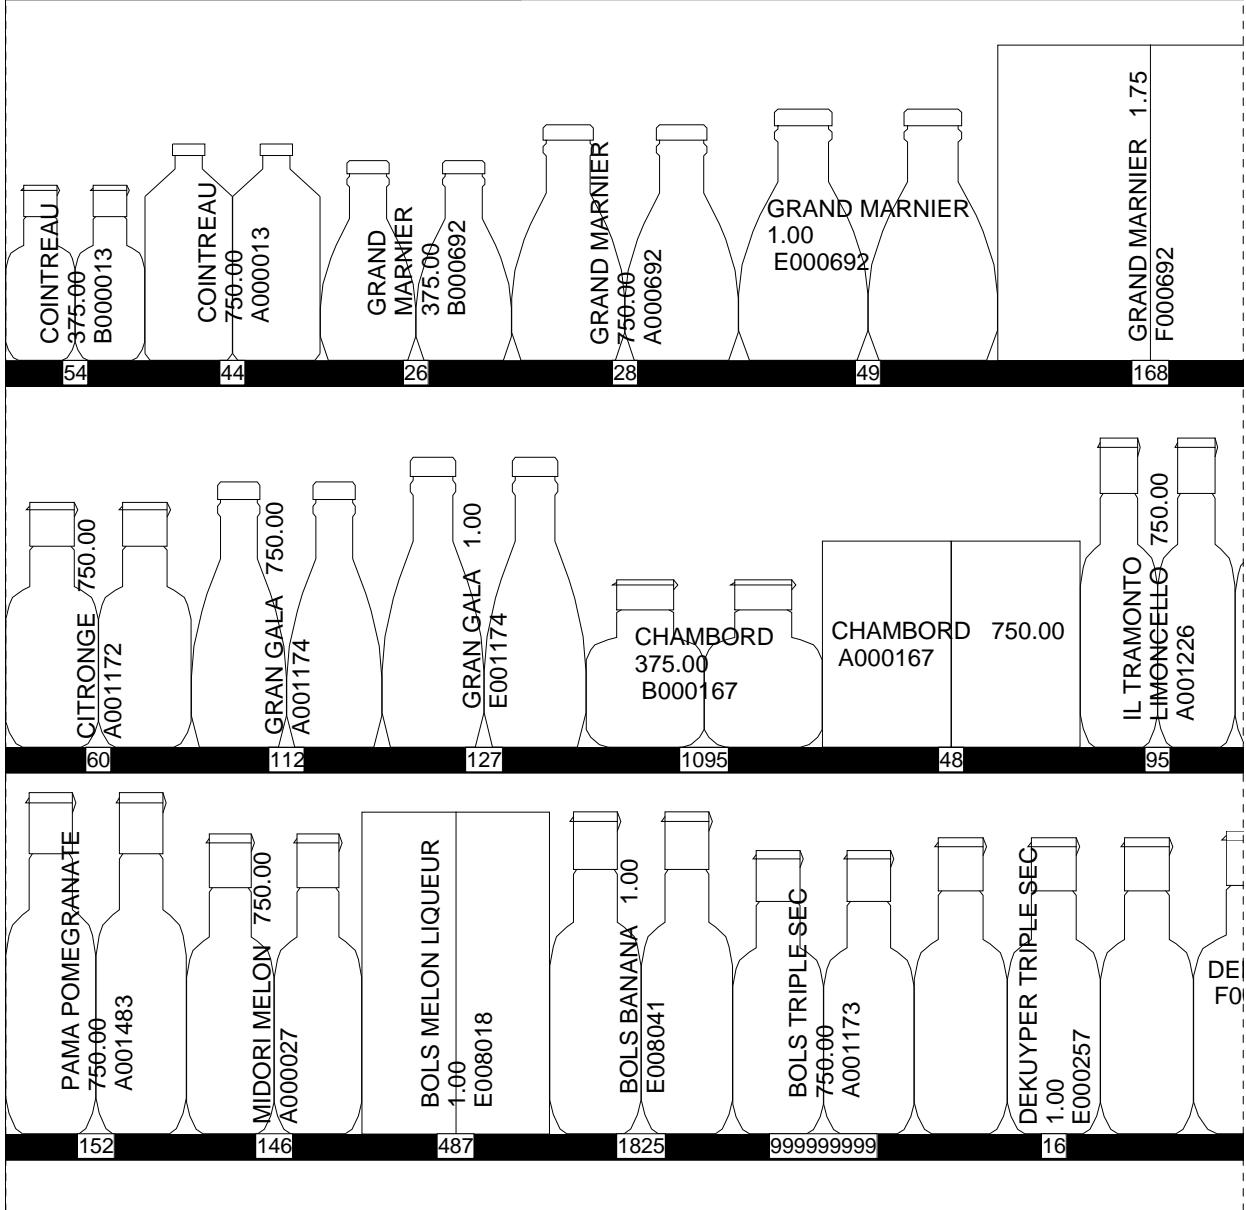 COINTREAU
375.00
B000013
COINTREAU
750.00
A000013
GRAND
MARNIER
375.00
B000692
GRAND MARNIER
750.00
A000692
GRAND MARNIER
1.00
E000692
GRAND MARNIER 1.75
F000692
54
44
26
28
49
168
CITRONGE 750.00
A001172
GRAN GALA 750.00
A001174
GRAN GALA 1.00
E001174
CHAMBORD
375.00
B000167
CHAMBORD 750.00
A000167
IL TRAMONTO
LIMONCELLO 750.00
A001226
60
112
127
1095
48
95
PAMA POMEGRANATE
750.00
A001483
MIDORI MELON 750.00
A000027
BOLS MELON LIQUEUR
1.00
E008018
BOLS BANANA 1.00
E008041
BOLS TRIPLE SEC
750.00
A001173
DEKUYPER TRIPLE SEC
1.00
E000257
152
146
487
1825
999999999
16